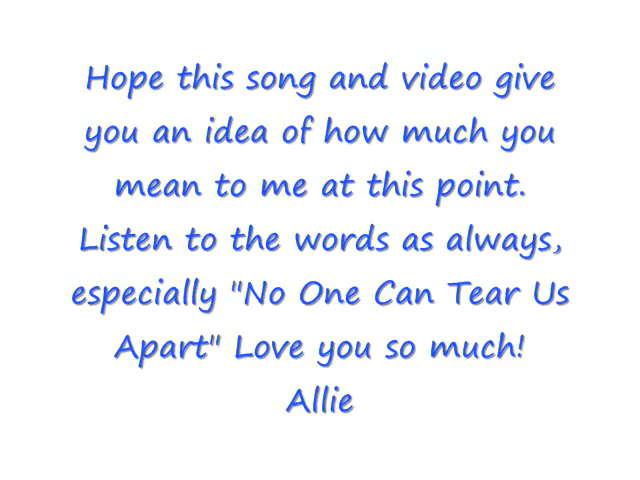 Hope this song and video give
you an idea of how much you
mean to me at this point.
Listen to the words as always,
especially "No One Can Tear Us
Apart" Love you so much!
Allie